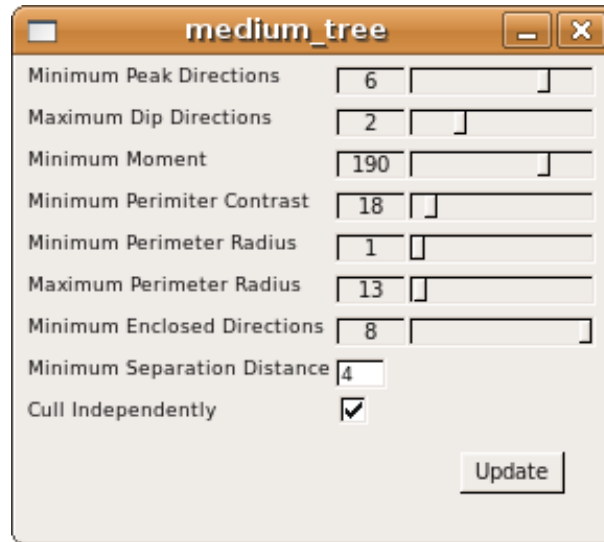 medium_tree
Minimum Peak Directions 6
Maximum Dip Directions 2
Minimum Moment 190
Minimum Perimiter Contrast 18
Minimum Perimeter Radius 1
Maximum Perimeter Radius 13
Minimum Enclosed Directions 8
Minimum Separation Distance 4
Cull Independently
Update